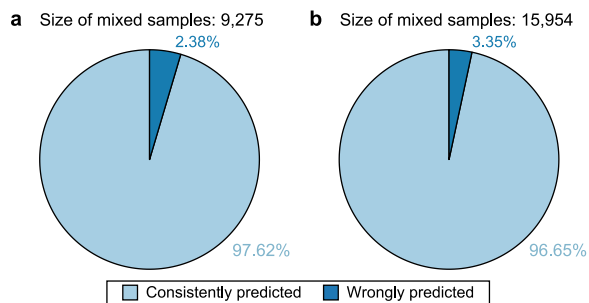 a Size of mixed samples: 9,275
2.38%
97.62%
b Size of mixed samples: 15,954
3.35%
96.65%
Consistently predicted
Wrongly predicted